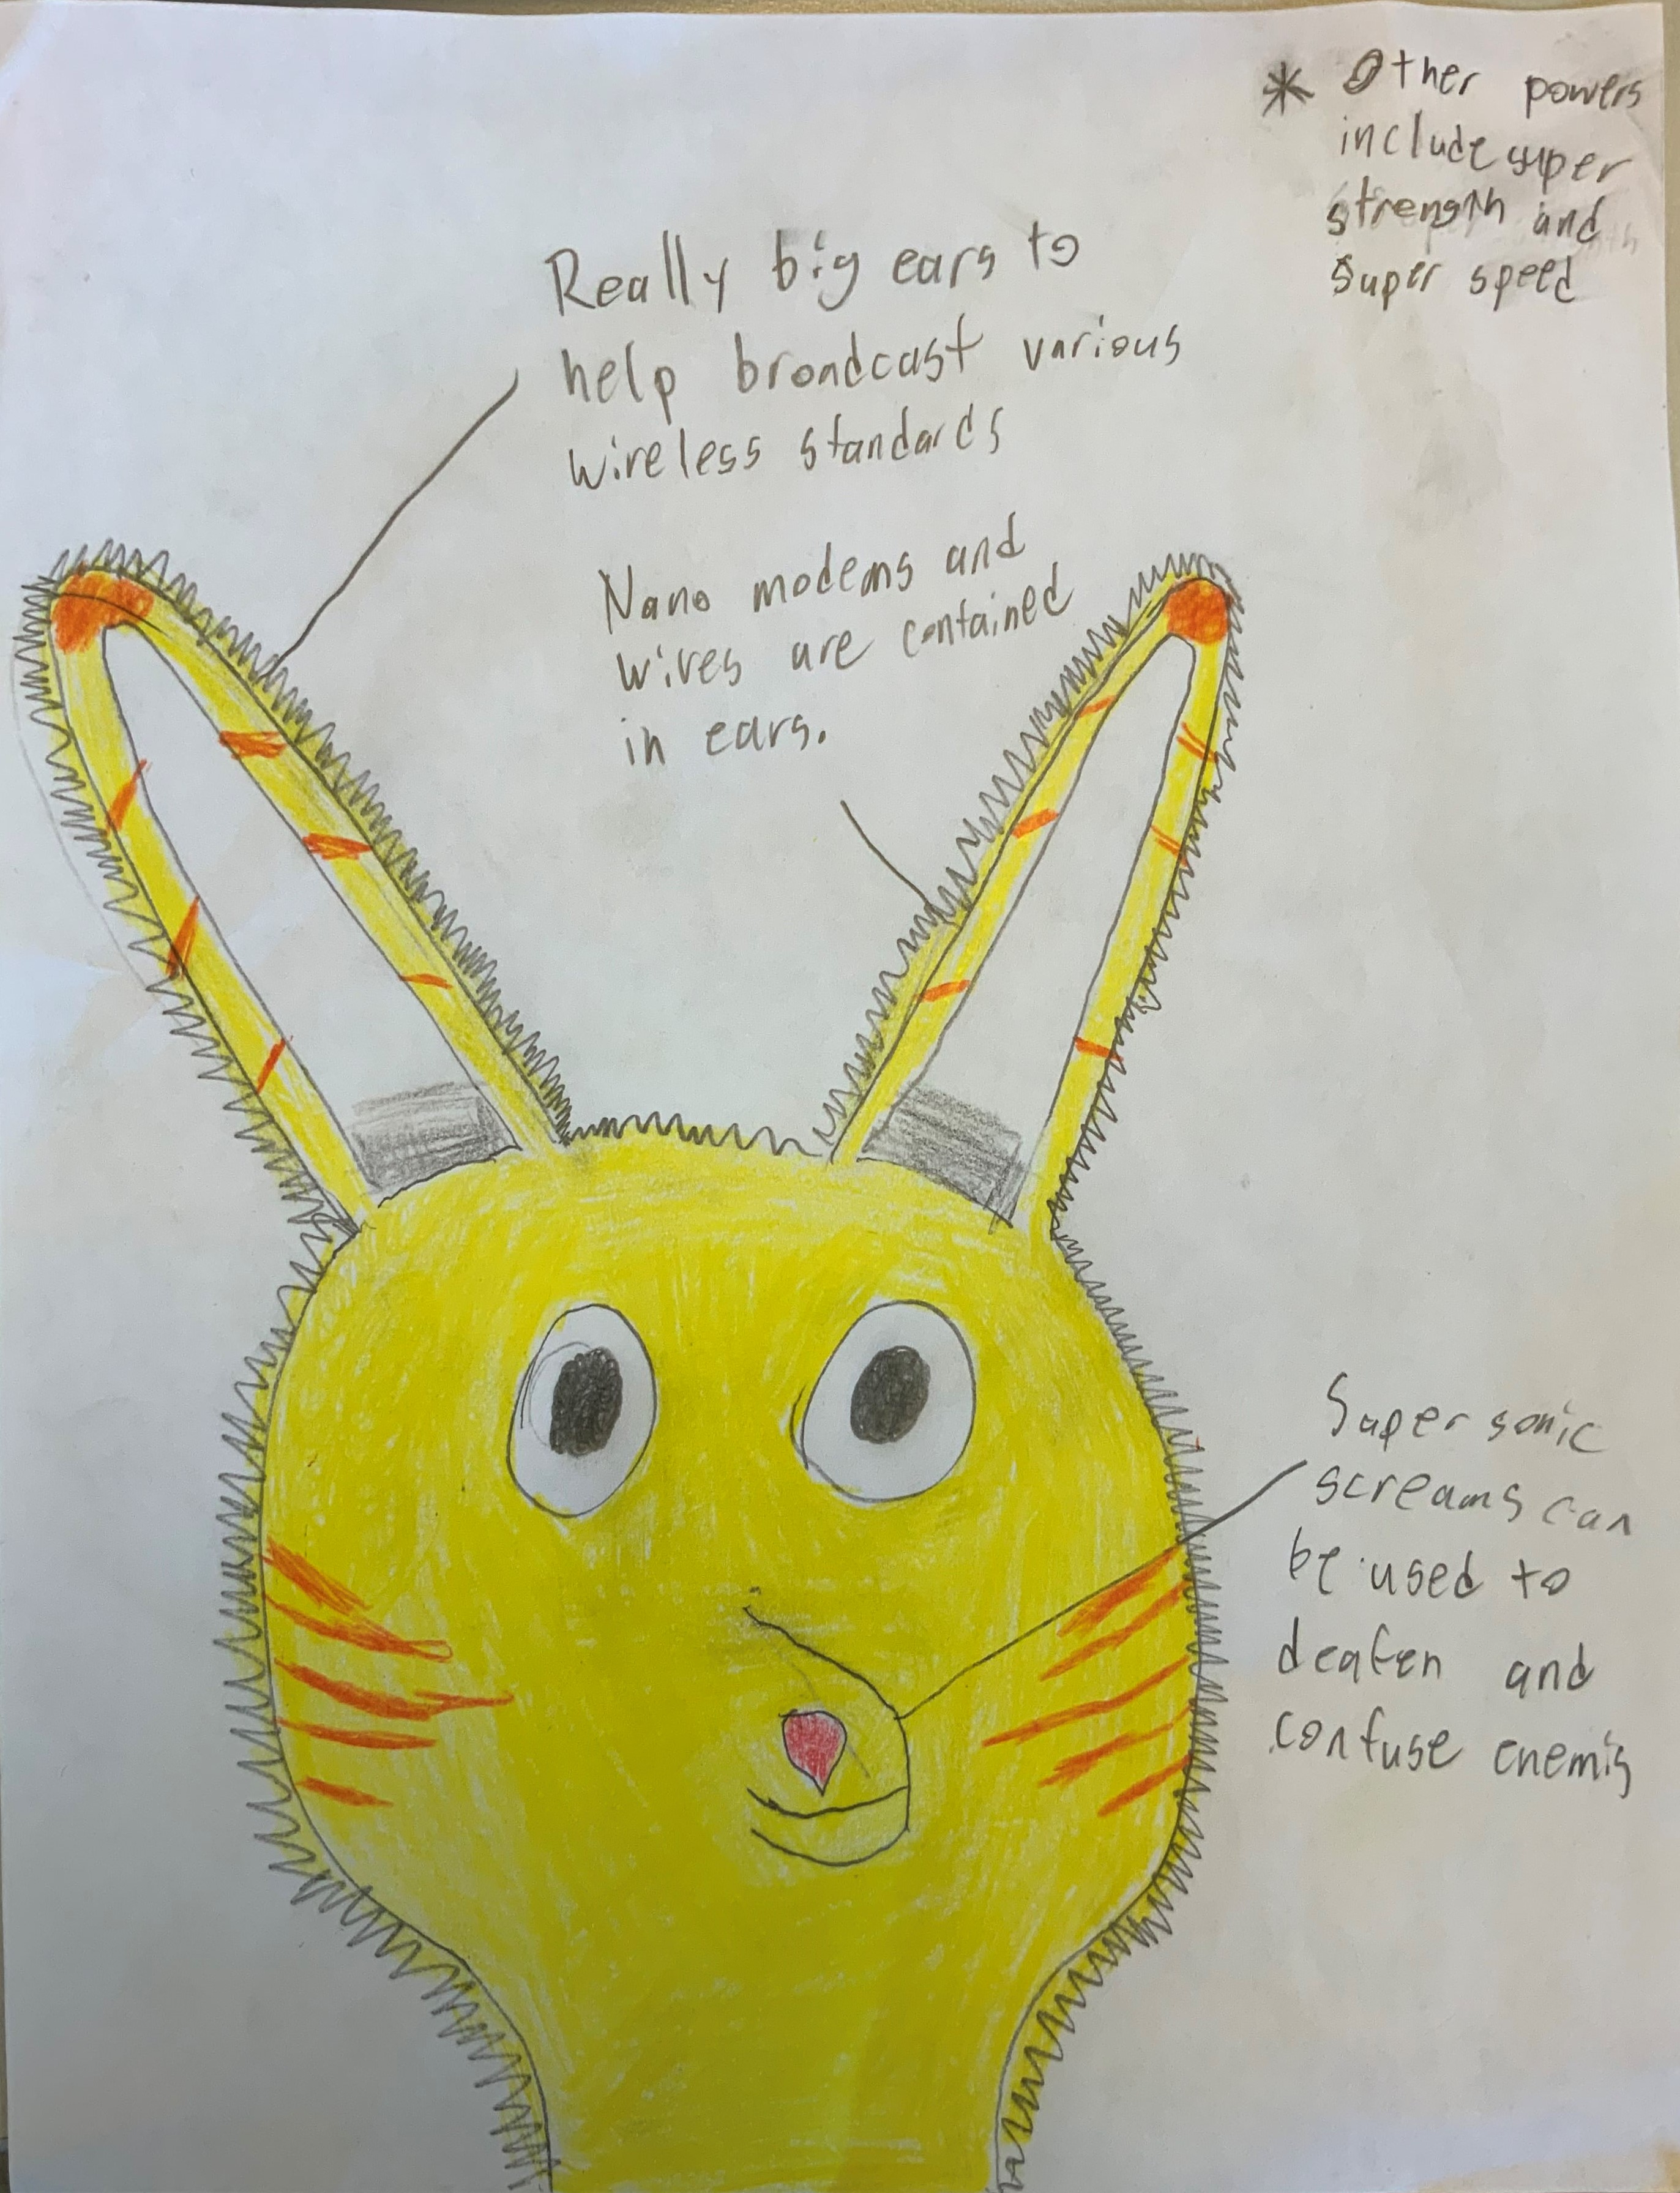 * Other powers
include super
strength and
super speed
Really big ears to
help broadcast various
wireless standards
Nano modems and
wires are contained
in ears.
Super sonic
screams can
be used to
deafen and
confuse enemis